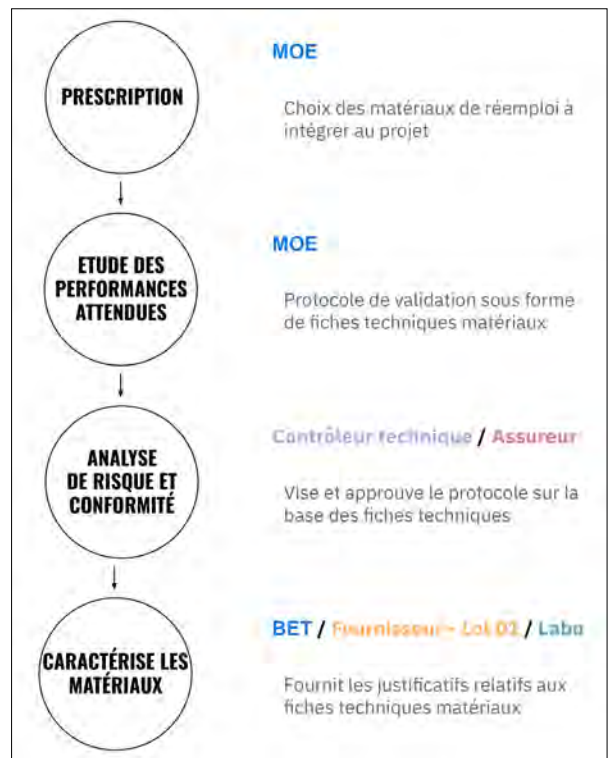 PRESCRIPTION
MOE
Choix des matériaux de réemploi à
intégrer au projet
ETUDE DES
PERFORMANCES
ATTENDUES
MOE
Protocole de validation sous forme
de fiches techniques matériaux
ANALYSE
DE RISQUE ET
CONFORMITÉ
Contrôleur technique / Assureur
Vise et approuve le protocole sur la
base des fiches techniques
CARACTÉRISE LES
MATÉRIAUX
BET / Fournisseur - Lot 02 / Labo
Fournit les justificatifs relatifs aux
fiches techniques matériaux